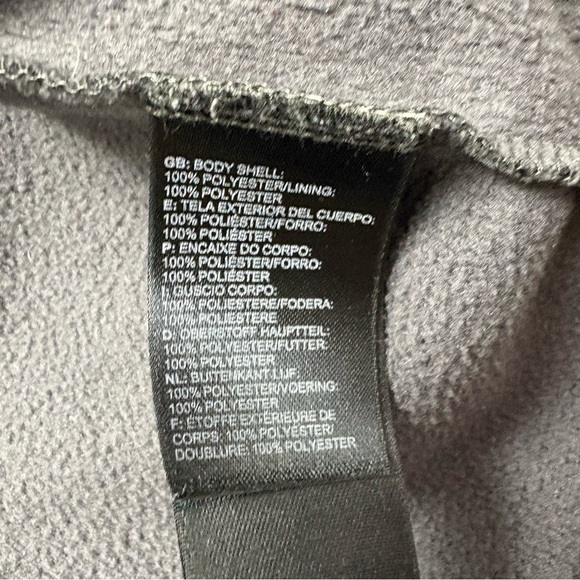 GB: BODY SHELL:
100% POLYESTER/LINING:
100% POLYESTER
E: TELA EXTERIOR DEL CUERPO:
100% POLIÉSTER/FORRO:
100% POLIÉSTER
P: ENCAIXE DO CORPO:
100% POLIÉSTER/FORRO:
100% POLIÉSTER
I: GUSCIO CORPO:
100% POLIESTERE/FODERA:
100% POLIESTERE
D: OBERSTOFF HAUPTTEIL:
100% POLYESTER/FUTTER:
100% POLYESTER
NL: BUITENKANT LIJF:
100% POLYESTER/VOERING:
100% POLYESTER
F: ÉTOFFE EXTÉRIEURE DE
CORPS: 100% POLYESTER/
DOUBLURE: 100% POLYESTER